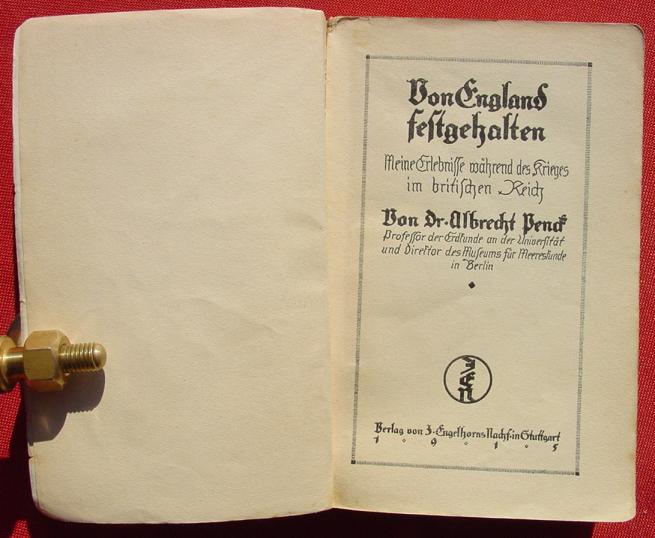 Von England
festgehalten
Meine Erlebnisse während des Krieges
im britischen Reich
Von Dr. Albrecht Penck
Professor der Erdkunde an der Universität
und Direktor des Museums für Meereskunde
in Berlin
Verlag von J. Engelhorns Nachf. in Stuttgart
1 9 1 5